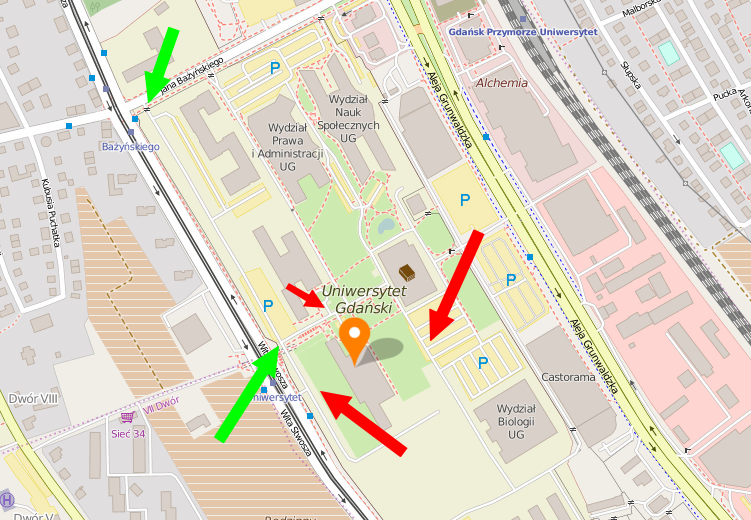 Malborska
Gdańsk Przymorze Uniwersytet
Słupska
Alchemia
Pucka
Jana Bażyńskiego
P
Aleja Grunwaldzka
Wydział
Nauk
Społecznych
UG
Wydział
Prawa
i Administracji
UG
Bażyńskiego
Kubusia Puchatka
P
P
Uniwersytet
Gdański
P
Aleja Grunwaldzka
P
Wita Stwosza
Castorama
Dwór VIII
VII Dwór
Sieć 34
Wita Stwosza
Wydział
Biologii
UG
H
Dwór V